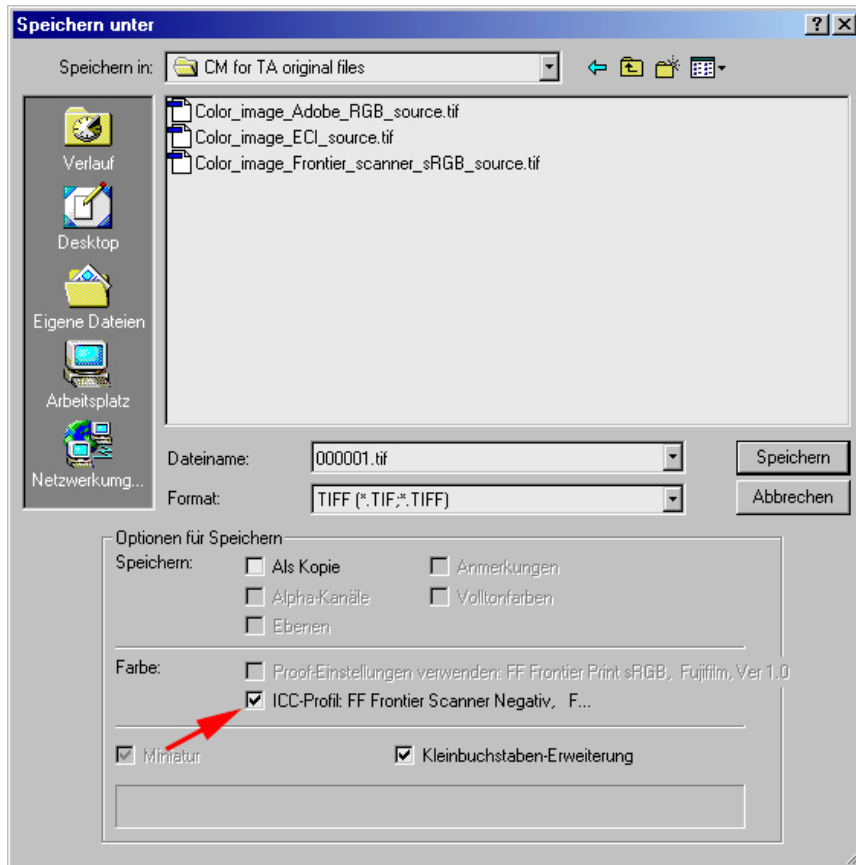 Speichern unter
Speichern in: CM for TA original files
Color_image_Adobe_RGB_source.tif
Color_image_ECI_source.tif
Color_image_Frontier_scanner_sRGB_source.tif
Verlauf
Desktop
Eigene Dateien
Arbeitsplatz
Netzwerkumg...
Dateiname: 000001.tif Speichern
Format: TIFF (*.TIF;*.TIFF) Abbrechen
Optionen für Speichern
Speichern: Als Kopie Anmerkungen
Alpha-Kanäle Volltonfarben
Ebenen
Farbe: Proof-Einstellungen verwenden: FF Frontier Print sRGB, Fujifilm, Ver 1.0
ICC-Profil: FF Frontier Scanner Negativ, F...
Miniatur Kleinbuchstaben-Erweiterung